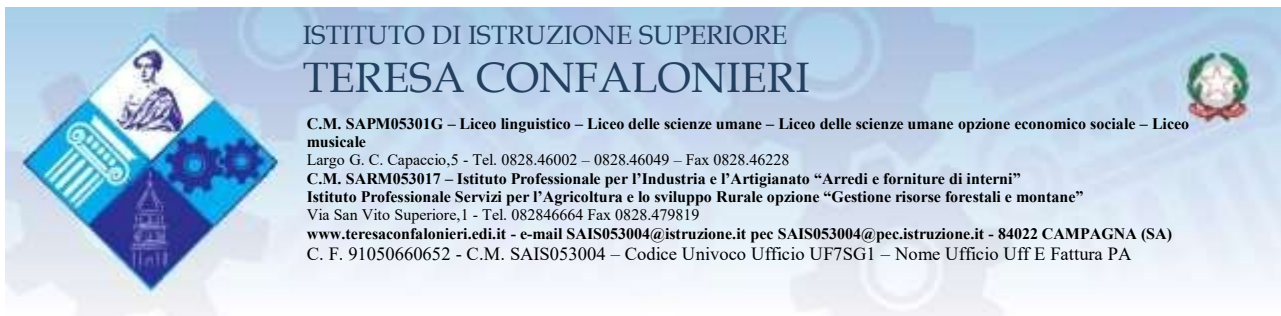 ISTITUTO DI ISTRUZIONE SUPERIORE
TERESA CONFALONIERI
C.M. SAPM05301G – Liceo linguistico – Liceo delle scienze umane – Liceo delle scienze umane opzione economico sociale – Liceo
musicale
Largo G. C. Capaccio,5 - Tel. 0828.46002 – 0828.46049 – Fax 0828.46228
C.M. SARM053017 – Istituto Professionale per l’Industria e l’Artigianato “Arredi e forniture di interni”
Istituto Professionale Servizi per l’Agricoltura e lo sviluppo Rurale opzione “Gestione risorse forestali e montane”
Via San Vito Superiore,1 - Tel. 082846664 Fax 0828.479819
www.teresaconfalonieri.edi.it - e-mail SAIS053004@istruzione.it pec SAIS053004@pec.istruzione.it - 84022 CAMPAGNA (SA)
C. F. 91050660652 - C.M. SAIS053004 – Codice Univoco Ufficio UF7SG1 – Nome Ufficio Uff E Fattura PA